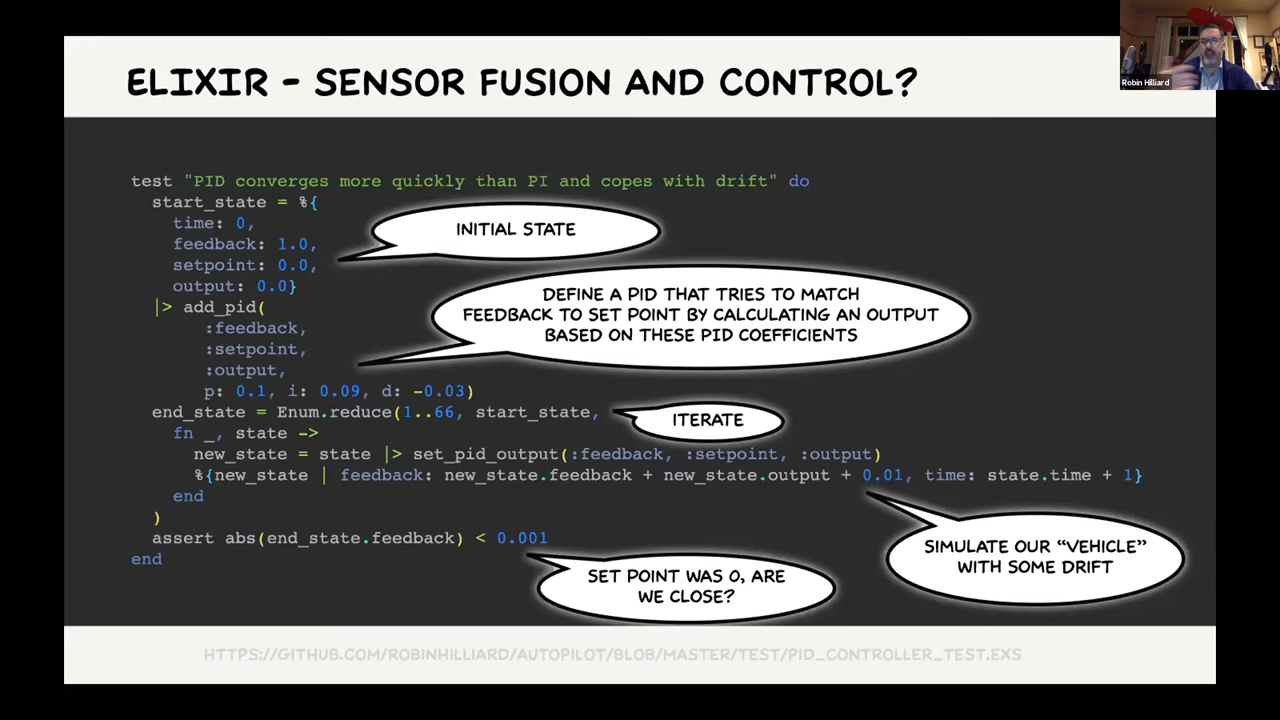 Robin Hilliard
ELIXIR - SENSOR FUSION AND CONTROL?
test "PID converges more quickly than PI and copes with drift" do
start_state = %{
time: 0,
feedback: 1.0,
setpoint: 0.0,
output: 0.0}
|> add_pid(
:feedback,
:setpoint,
:output,
p: 0.1, i: 0.09, d: -0.03)
end_state = Enum.reduce(1..66, start_state,
fn _, state ->
new_state = state |> set_pid_output(:feedback, :setpoint, :output)
%{new_state | feedback: new_state.feedback + new_state.output + 0.01, time: state.time + 1}
end
)
assert abs(end_state.feedback) < 0.001
end
INITIAL STATE
DEFINE A PID THAT TRIES TO MATCH
FEEDBACK TO SET POINT BY CALCULATING AN OUTPUT
BASED ON THESE PID COEFFICIENTS
ITERATE
SIMULATE OUR “VEHICLE”
WITH SOME DRIFT
SET POINT WAS 0, ARE
WE CLOSE?
HTTPS://GITHUB.COM/ROBINHILLIARD/AUTOPILOT/BLOB/MASTER/TEST/PID_CONTROLLER_TEST.EXS